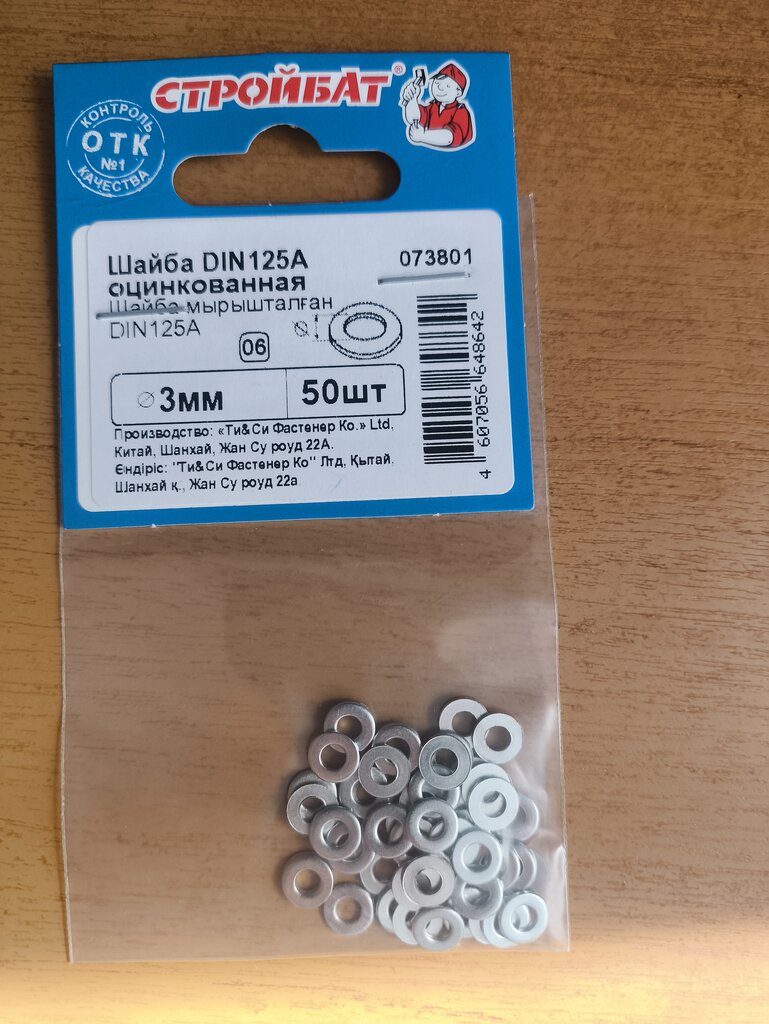 СТРОЙБАТ®
КОНТРОЛЬ
ОТК
№1
КАЧЕСТВА
Шайба DIN125A
оцинкованная
073801
Шайба мырышталған
DIN125A
06
3мм
50шт
Производство: «Ти&Си Фастенер Ко.» Ltd,
Китай, Шанхай, Жан Су роуд 22А.
Өндіріс: "Ти&Си Фастенер Ко" Лтд, Қытай,
Шанхай қ., Жан Су роуд 22а
4 607056 648642